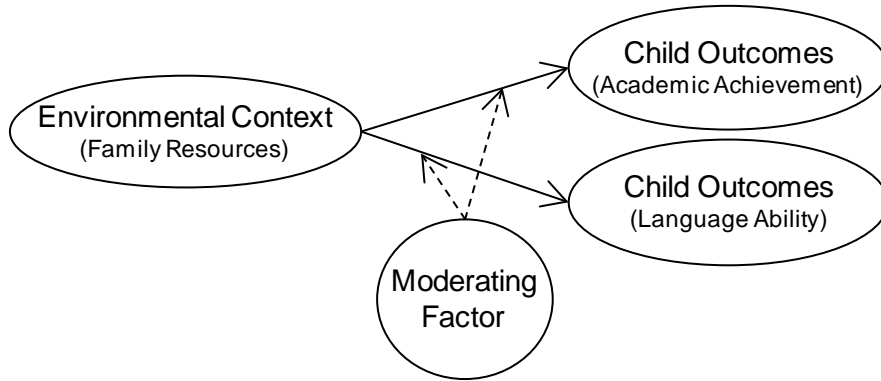 Environmental Context
(Family Resources)
Child Outcomes
(Academic Achievement)
Child Outcomes
(Language Ability)
Moderating
Factor